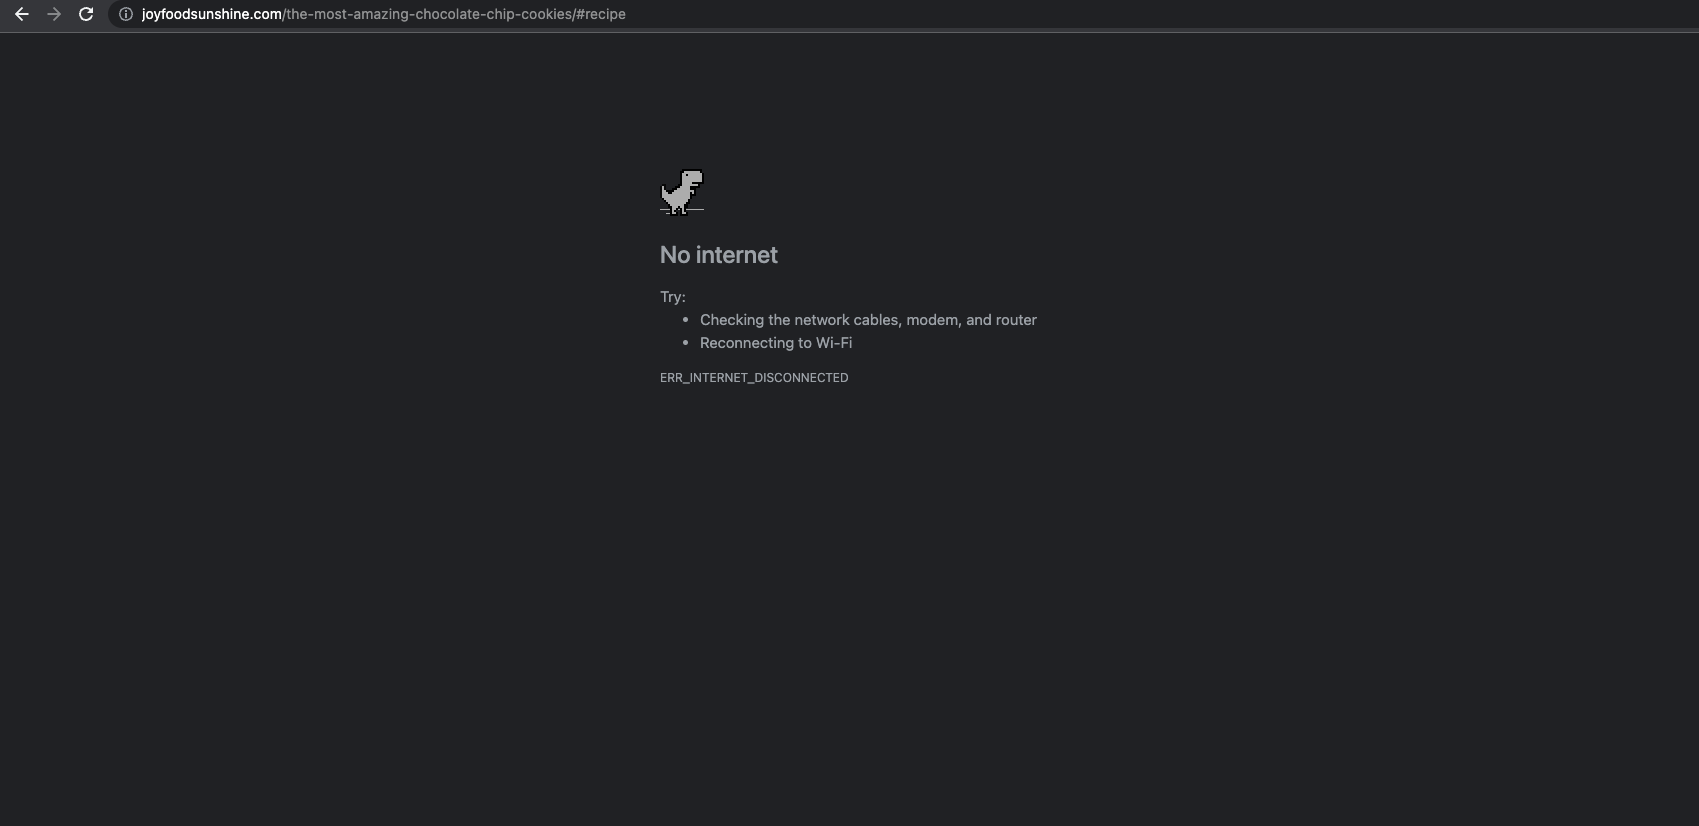 joyfoodsunshine.com/the-most-amazing-chocolate-chip-cookies/#recipe
No internet
Try:
• Checking the network cables, modem, and router
• Reconnecting to Wi-Fi
ERR_INTERNET_DISCONNECTED